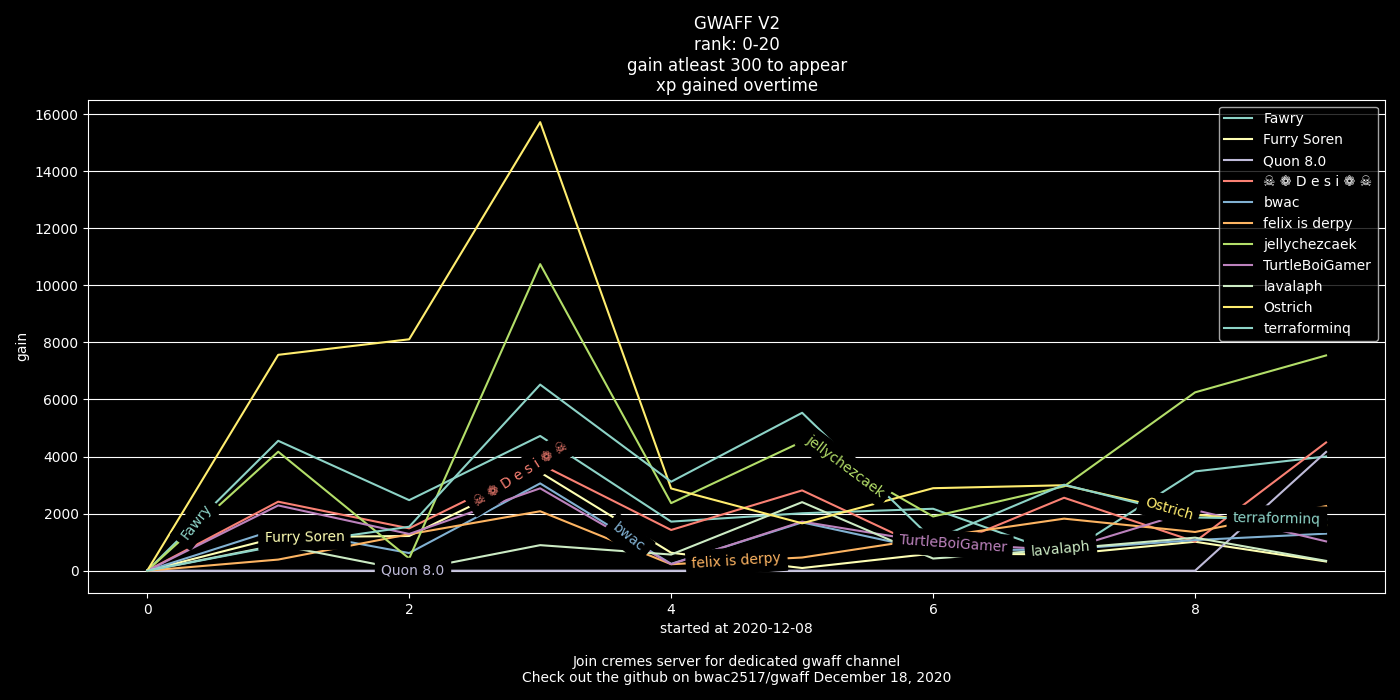 GWAFF V2
rank: 0-20
gain atleast 300 to appear
xp gained overtime
16000
14000
12000
10000
8000
6000
4000
2000
0
gain
Fawry
Furry Soren
Quon 8.0
☠ ❁ D e s i ❁ ☠
bwac
felix is derpy
jellychezcaek
TurtleBoiGamer
lavalaph
Ostrich
terraforminq
Fawry
Furry Soren
Quon 8.0
☠ ❁ D e s i ❁ ☠
bwac
felix is derpy
jellychezcaek
TurtleBoiGamer
lavalaph
Ostrich
terraforminq
0
2
4
6
8
started at 2020-12-08
Join cremes server for dedicated gwaff channel
Check out the github on bwac2517/gwaff December 18, 2020